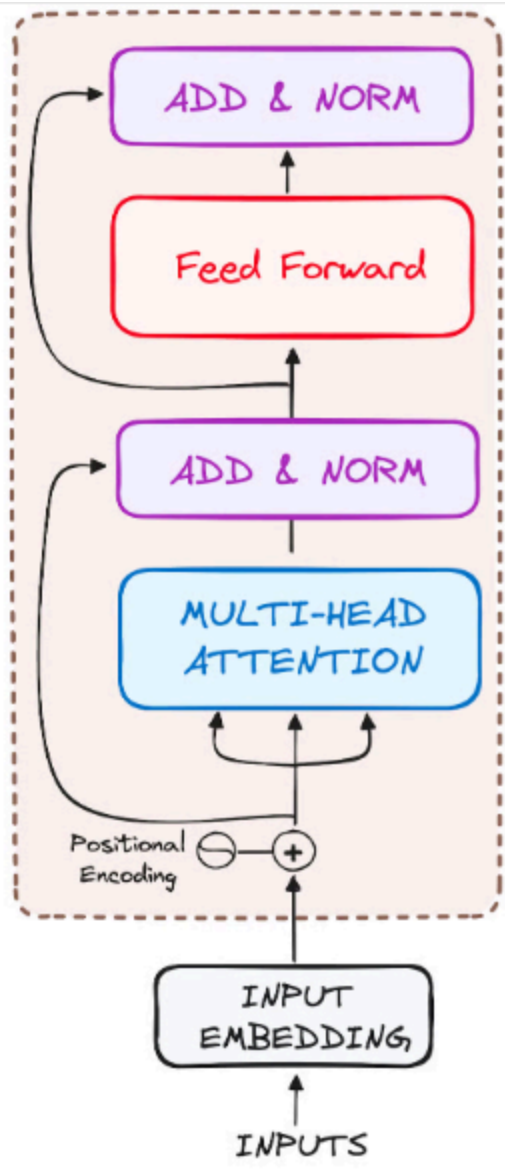 ADD & NORM
Feed Forward
ADD & NORM
MULTI-HEAD
ATTENTION
Positional
Encoding
+
INPUT
EMBEDDING
INPUTS